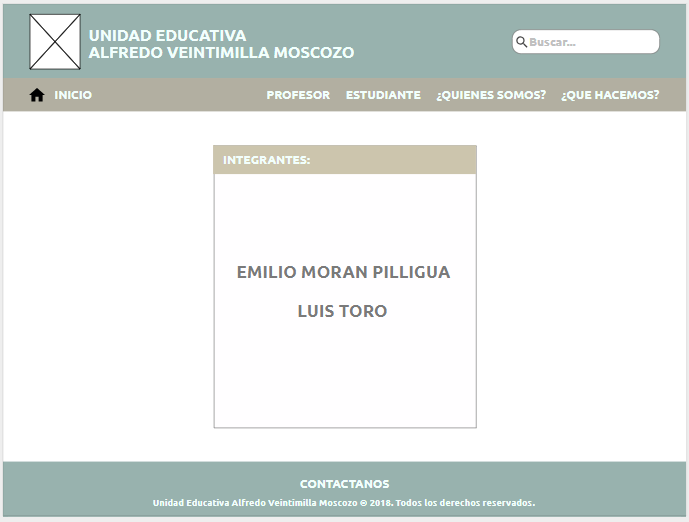 UNIDAD EDUCATIVA
ALFREDO VEINTIMILLA MOSCOZO
Buscar...
INICIO PROFESOR ESTUDIANTE ¿QUIENES SOMOS? ¿QUE HACEMOS?
INTEGRANTES:
EMILIO MORAN PILLIGUA
LUIS TORO
CONTACTANOS
Unidad Educativa Alfredo Veintimilla Moscozo © 2018. Todos los derechos reservados.